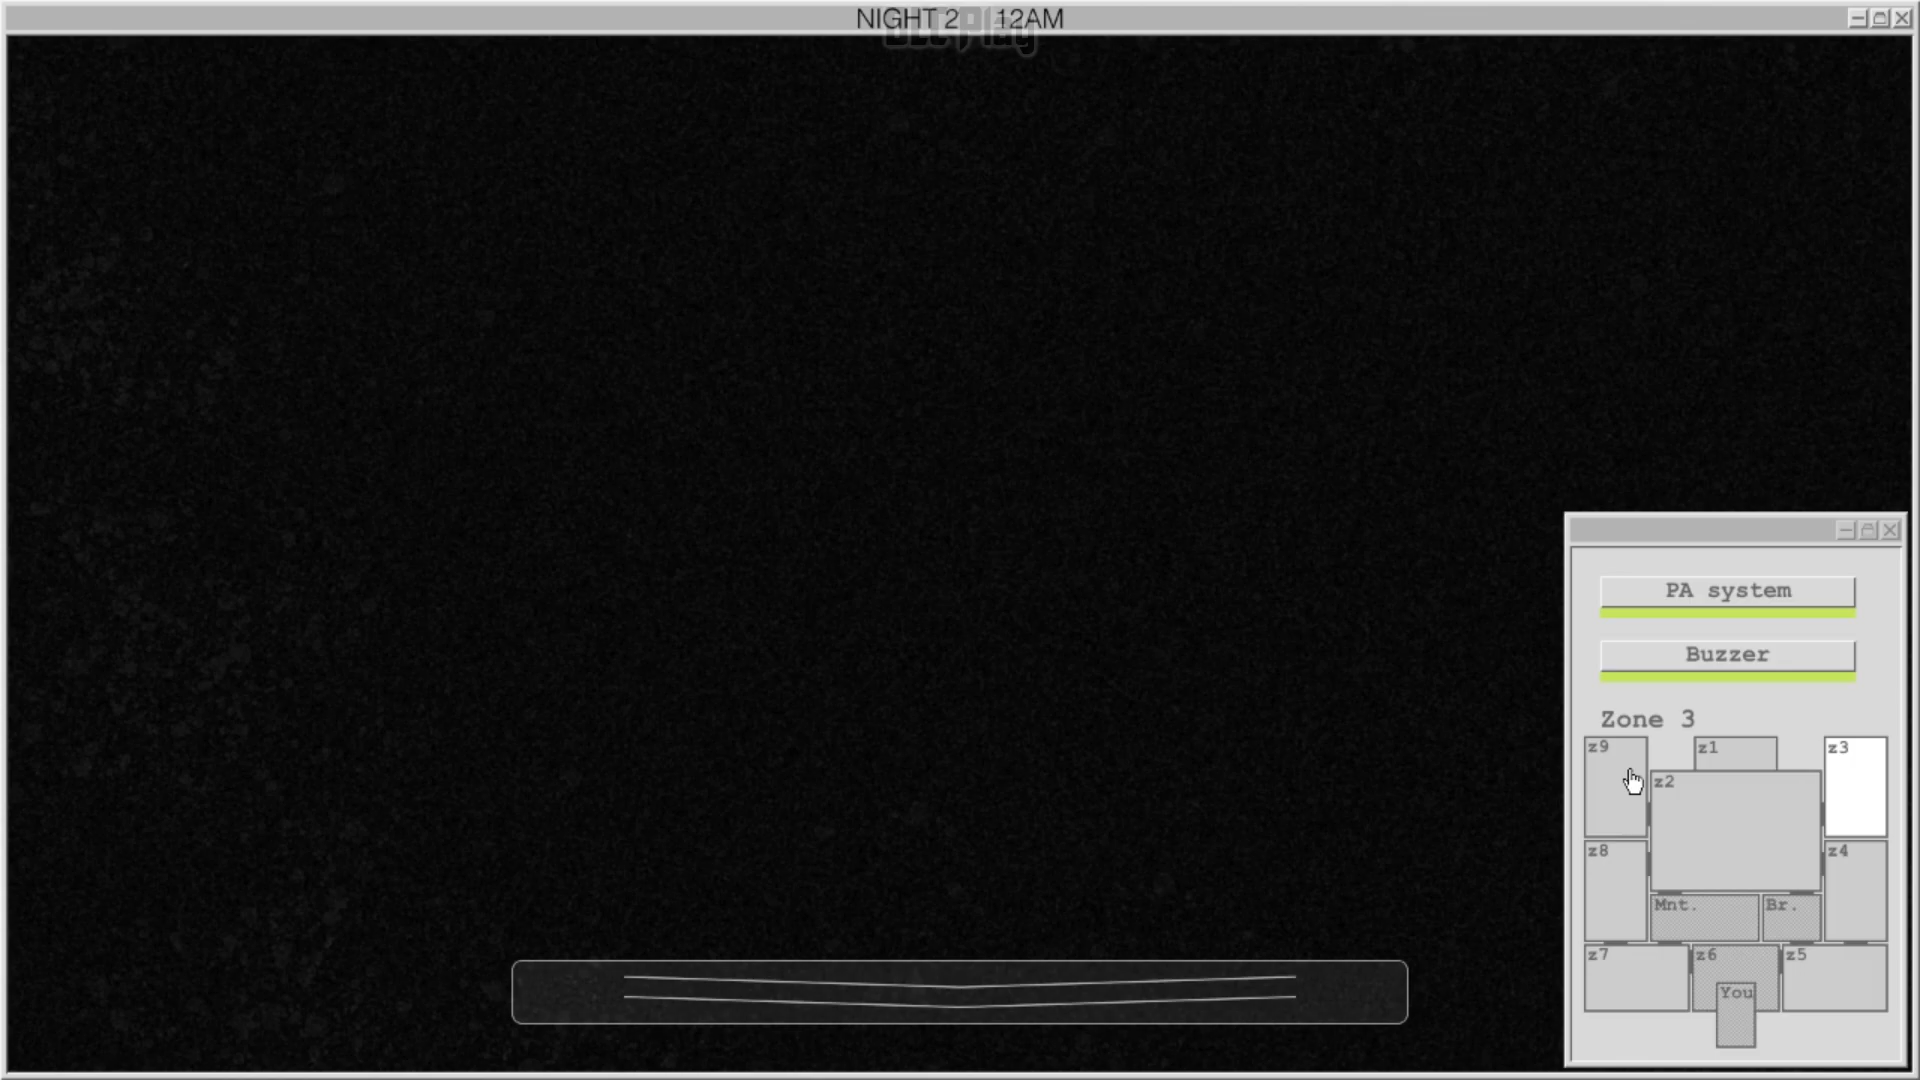 NIGHT 2 12AM
PA system
Buzzer
Zone 3
z9
z1
z3
z2
z8
z4
Mnt.
Br.
z7
z6
z5
You